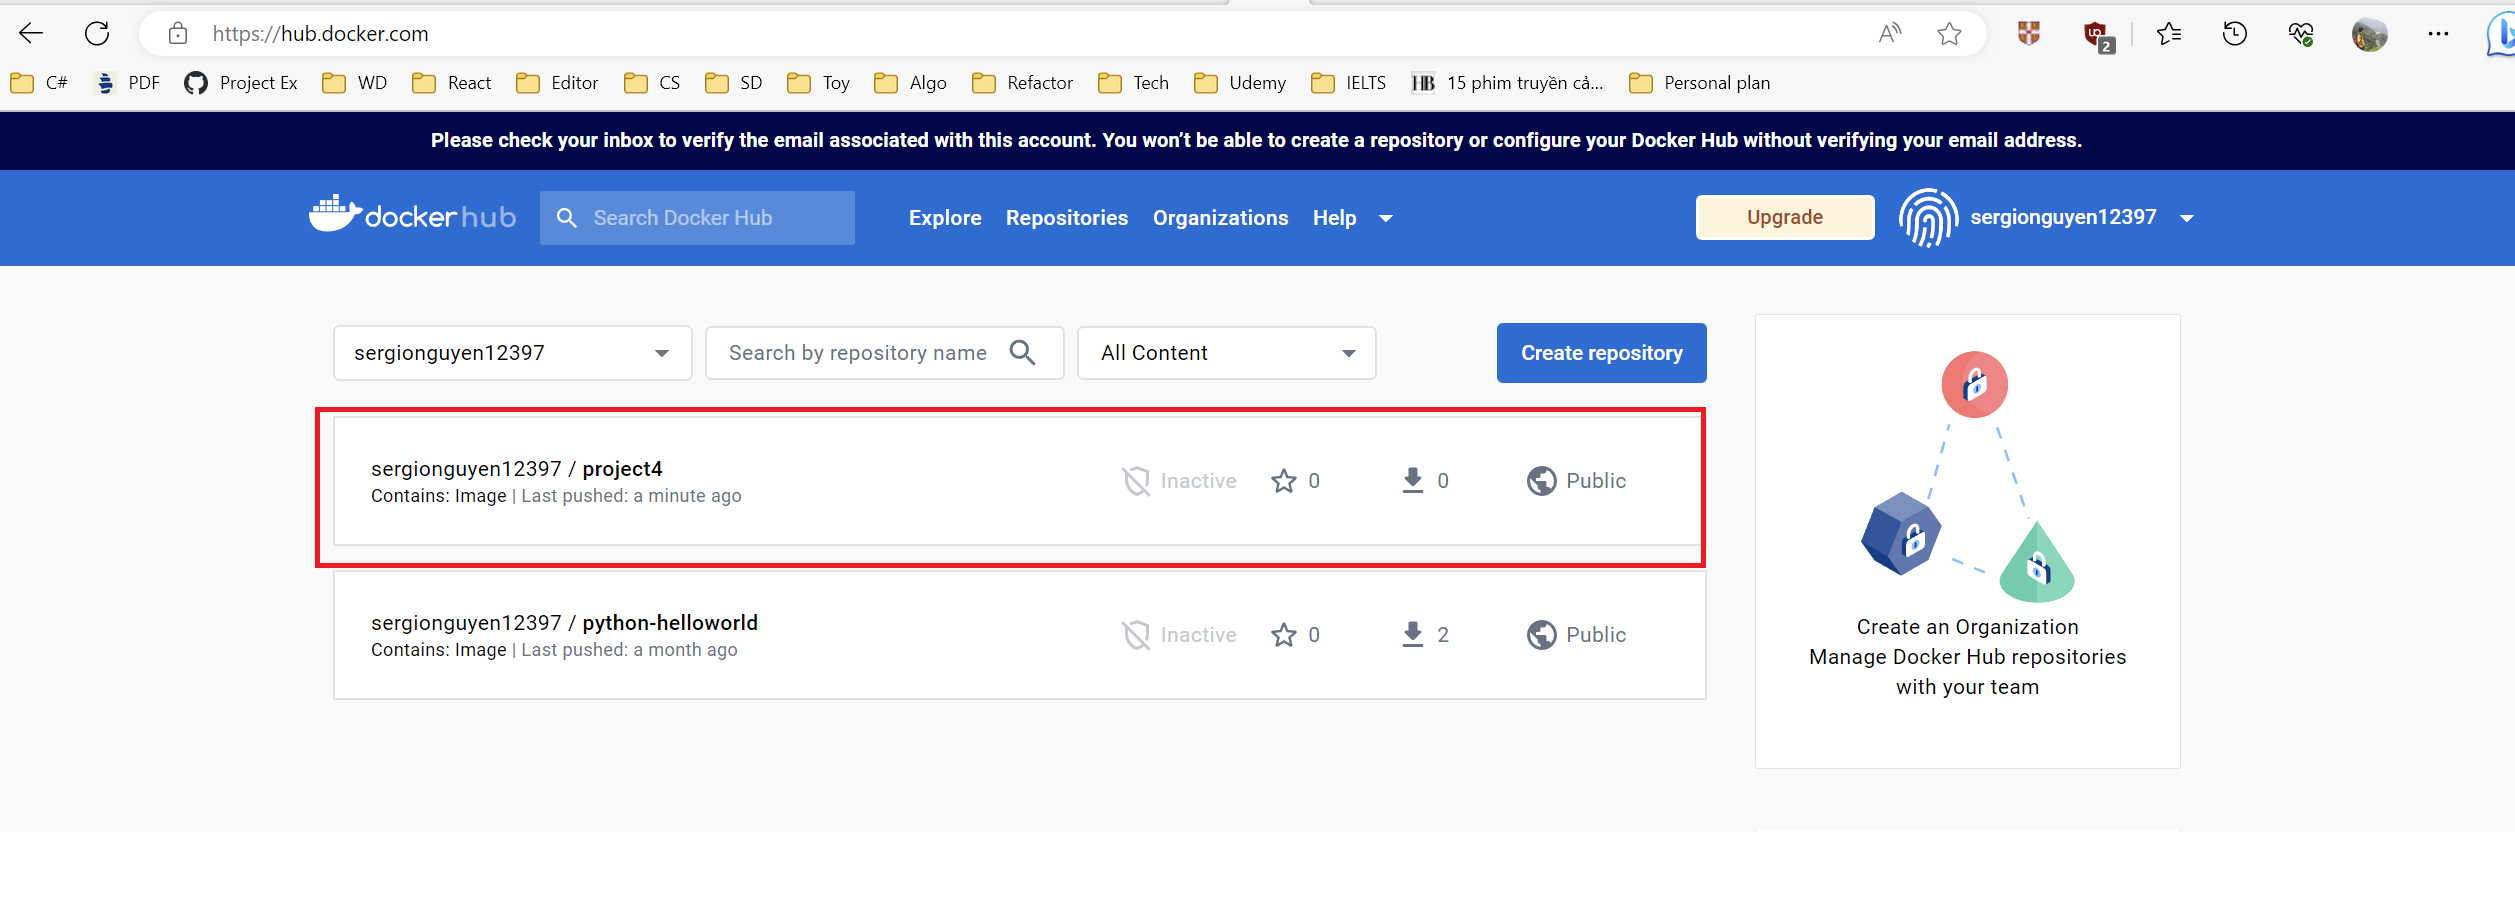 https://hub.docker.com
2
C# PDF Project Ex WD React Editor CS SD Toy Algo Refactor Tech Udemy IELTS HB 15 phim truyền cả... Personal plan
Please check your inbox to verify the email associated with this account. You won’t be able to create a repository or configure your Docker Hub without verifying your email address.
dockerhub Search Docker Hub Explore Repositories Organizations Help Upgrade sergionguyen12397
sergionguyen12397 Search by repository name All Content Create repository
sergionguyen12397 / project4
Contains: Image | Last pushed: a minute ago
Inactive 0 0 Public
sergionguyen12397 / python-helloworld
Contains: Image | Last pushed: a month ago
Inactive 0 2 Public
Create an Organization
Manage Docker Hub repositories
with your team